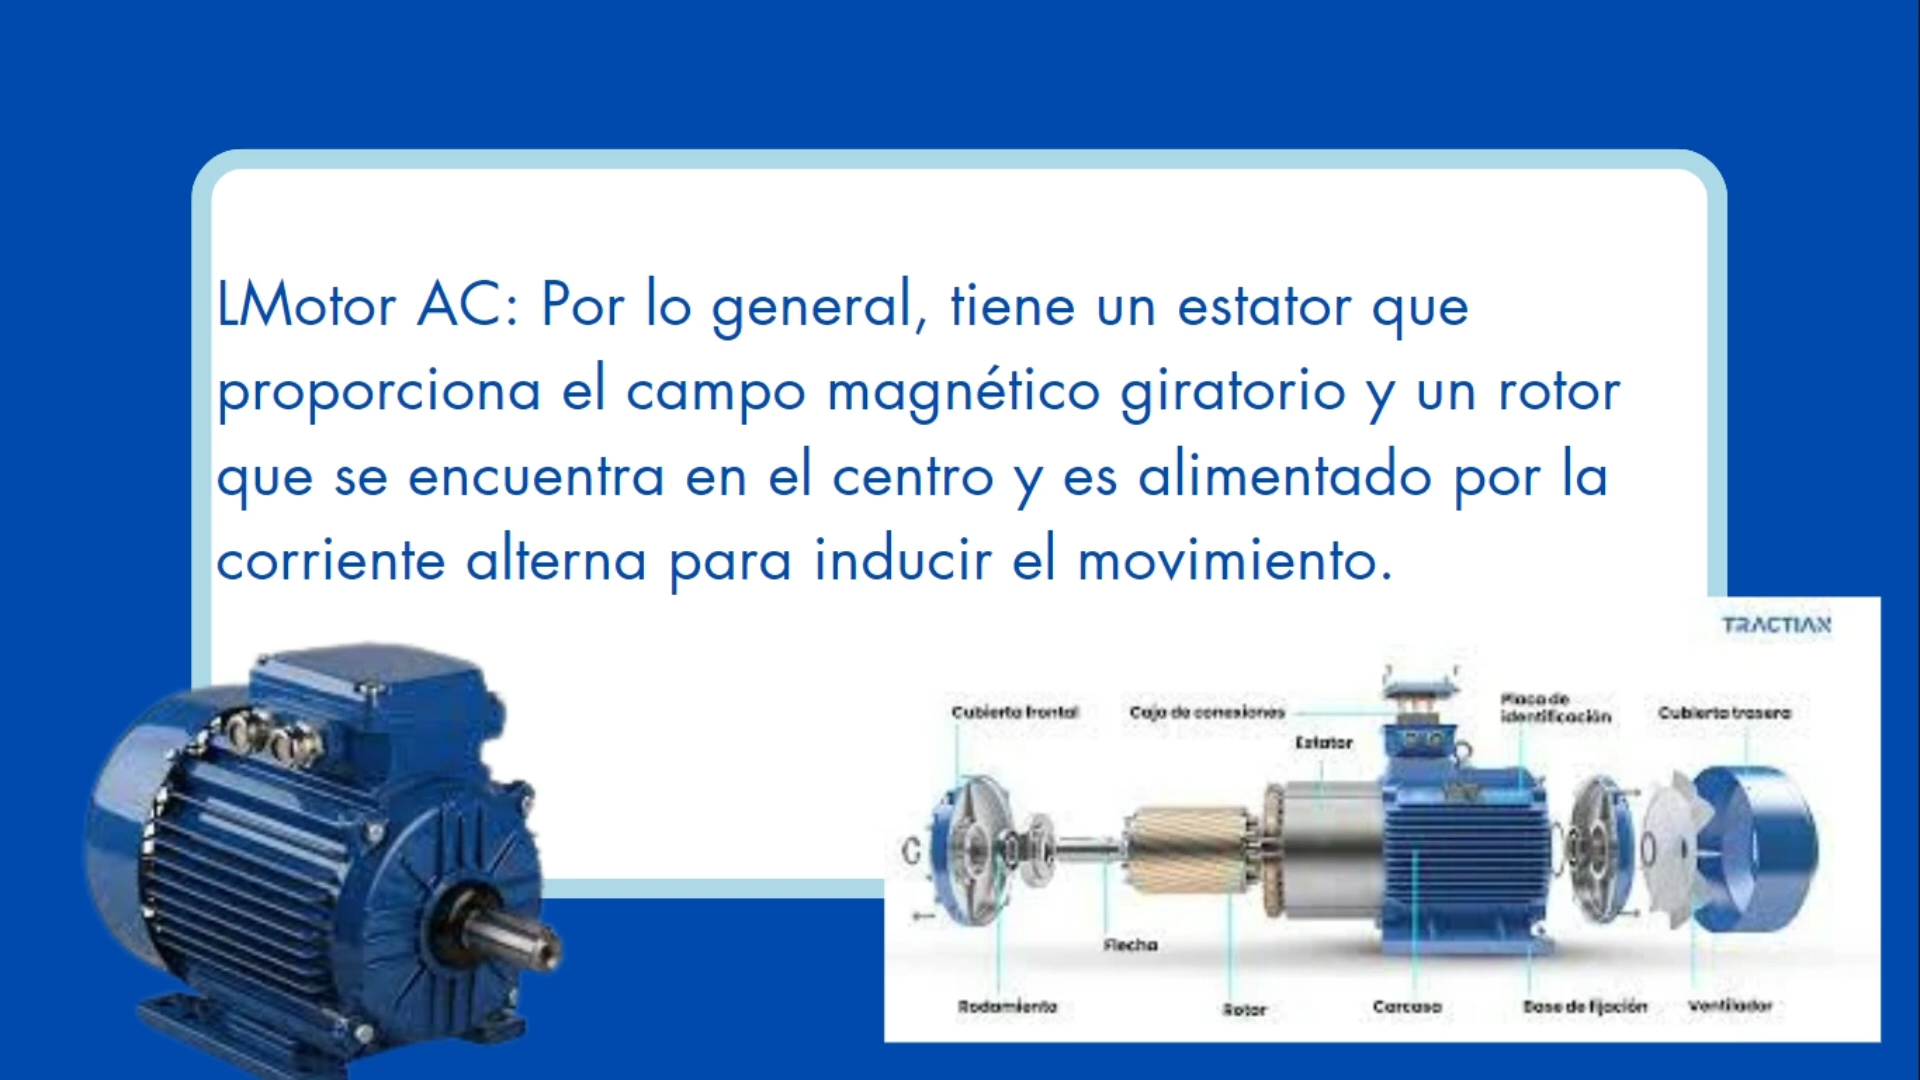 LMotor AC: Por lo general, tiene un estator que
proporciona el campo magnético giratorio y un rotor
que se encuentra en el centro y es alimentado por la
corriente alterna para inducir el movimiento.
TRACTIAN
Cubierta frontal
Caja de conexiones
Estator
Placa de
identificación
Cubierta trasera
Flecha
Rodamiento
Rotor
Carcasa
Base de fijación
Ventilador